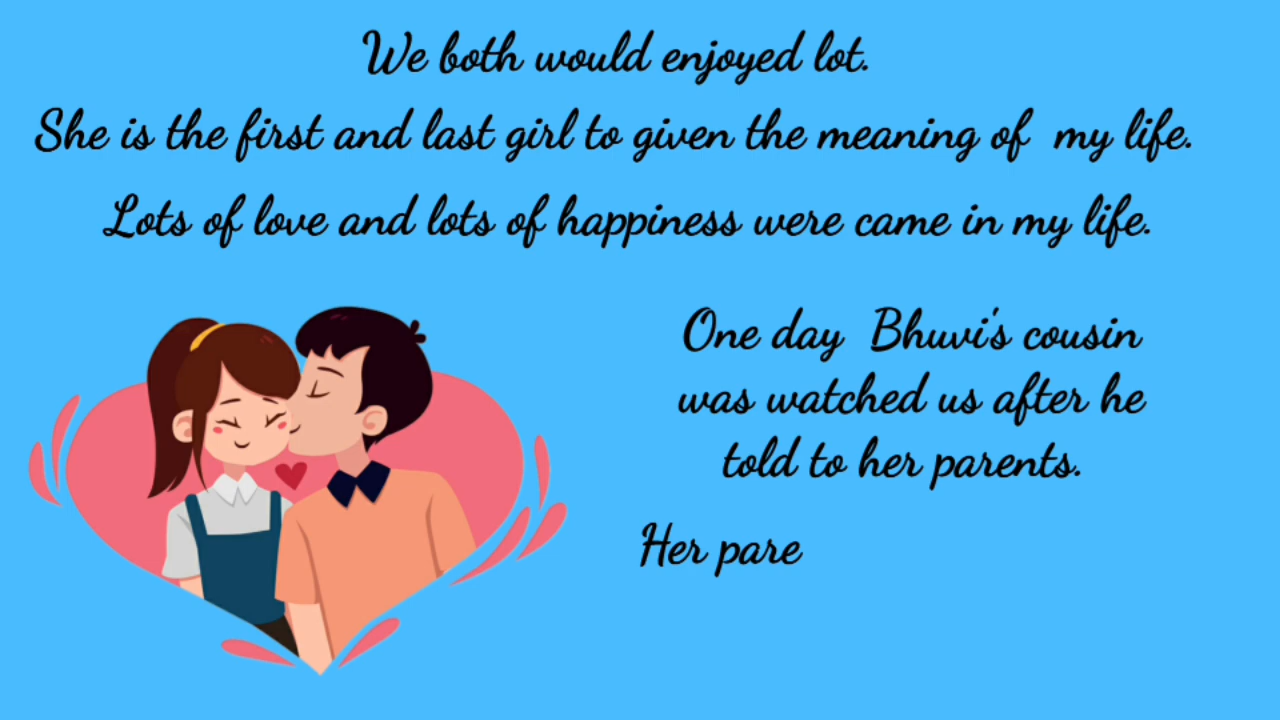 We both would enjoyed lot.
She is the first and last girl to given the meaning of my life.
Lots of love and lots of happiness were came in my life.
One day Bhuvi's cousin
was watched us after he
told to her parents.
Her pare